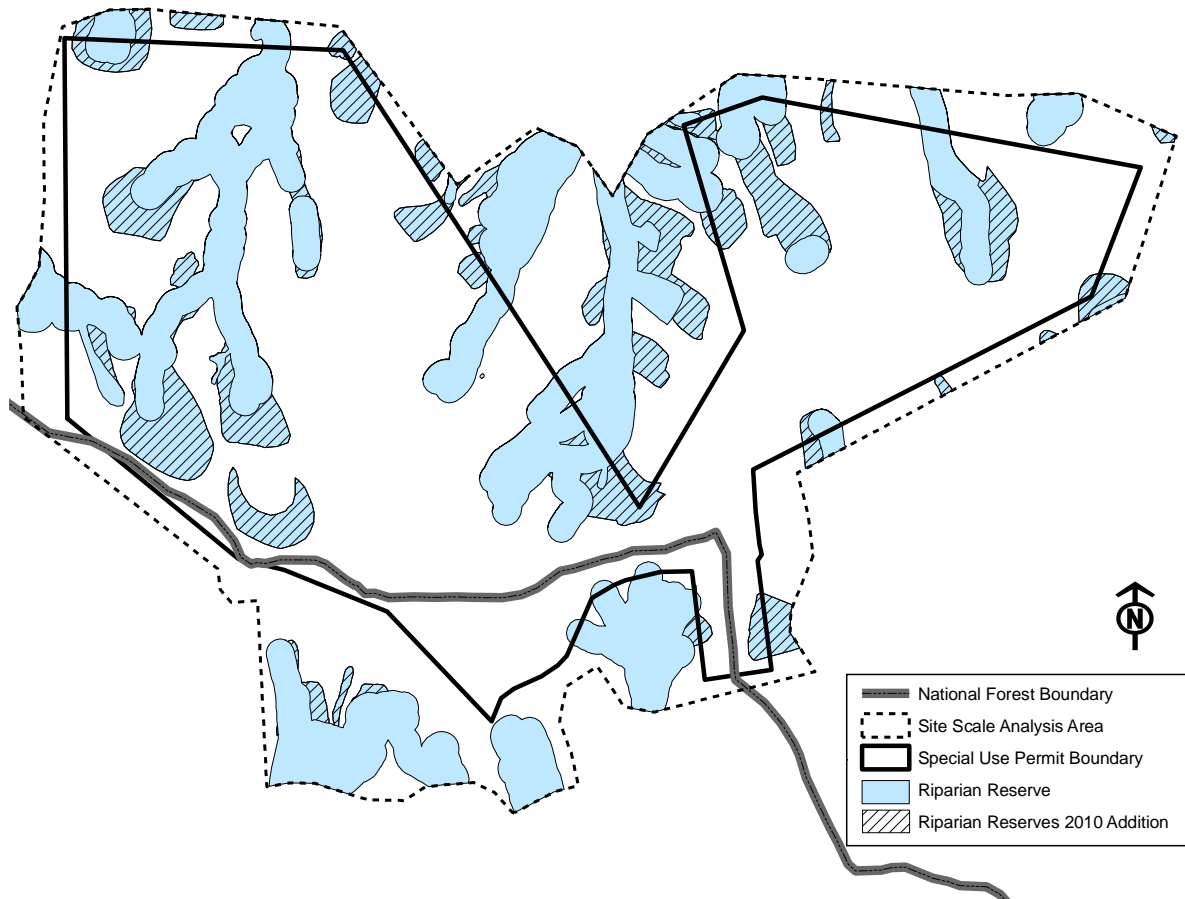 N
National Forest Boundary
Site Scale Analysis Area
Special Use Permit Boundary
Riparian Reserve
Riparian Reserves 2010 Addition